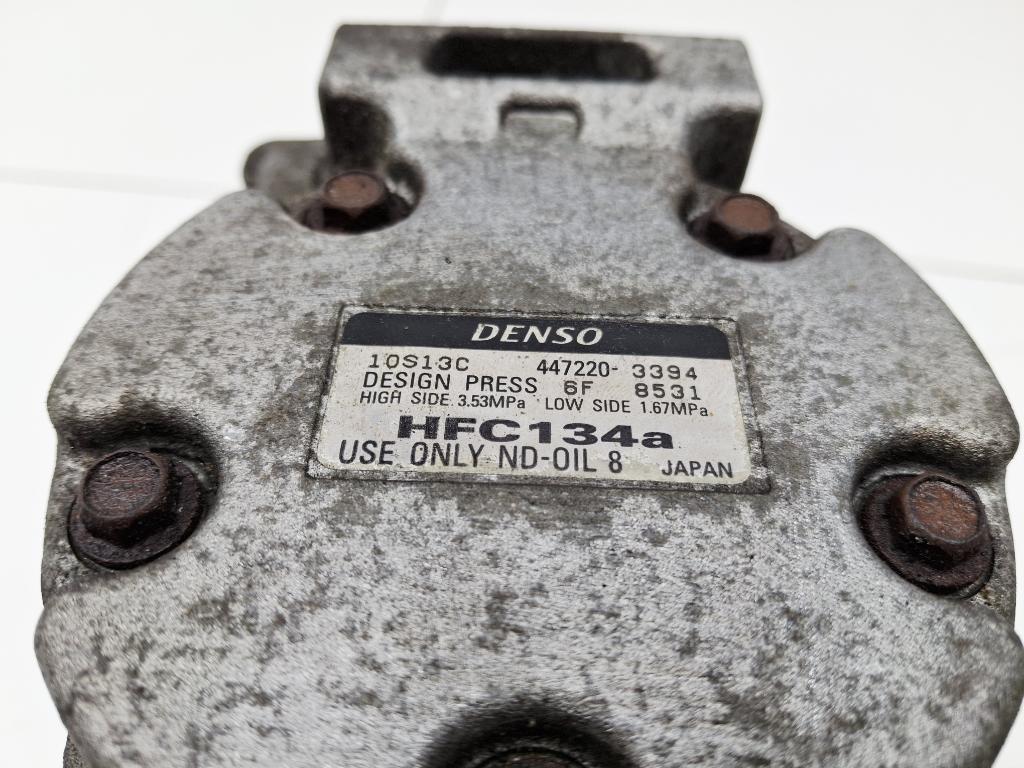 DENSO
10S13C 447220-3394
DESIGN PRESS 6F 8531
HIGH SIDE 3.53MPa LOW SIDE 1.67MPa
HFC134a
USE ONLY ND-OIL 8 JAPAN